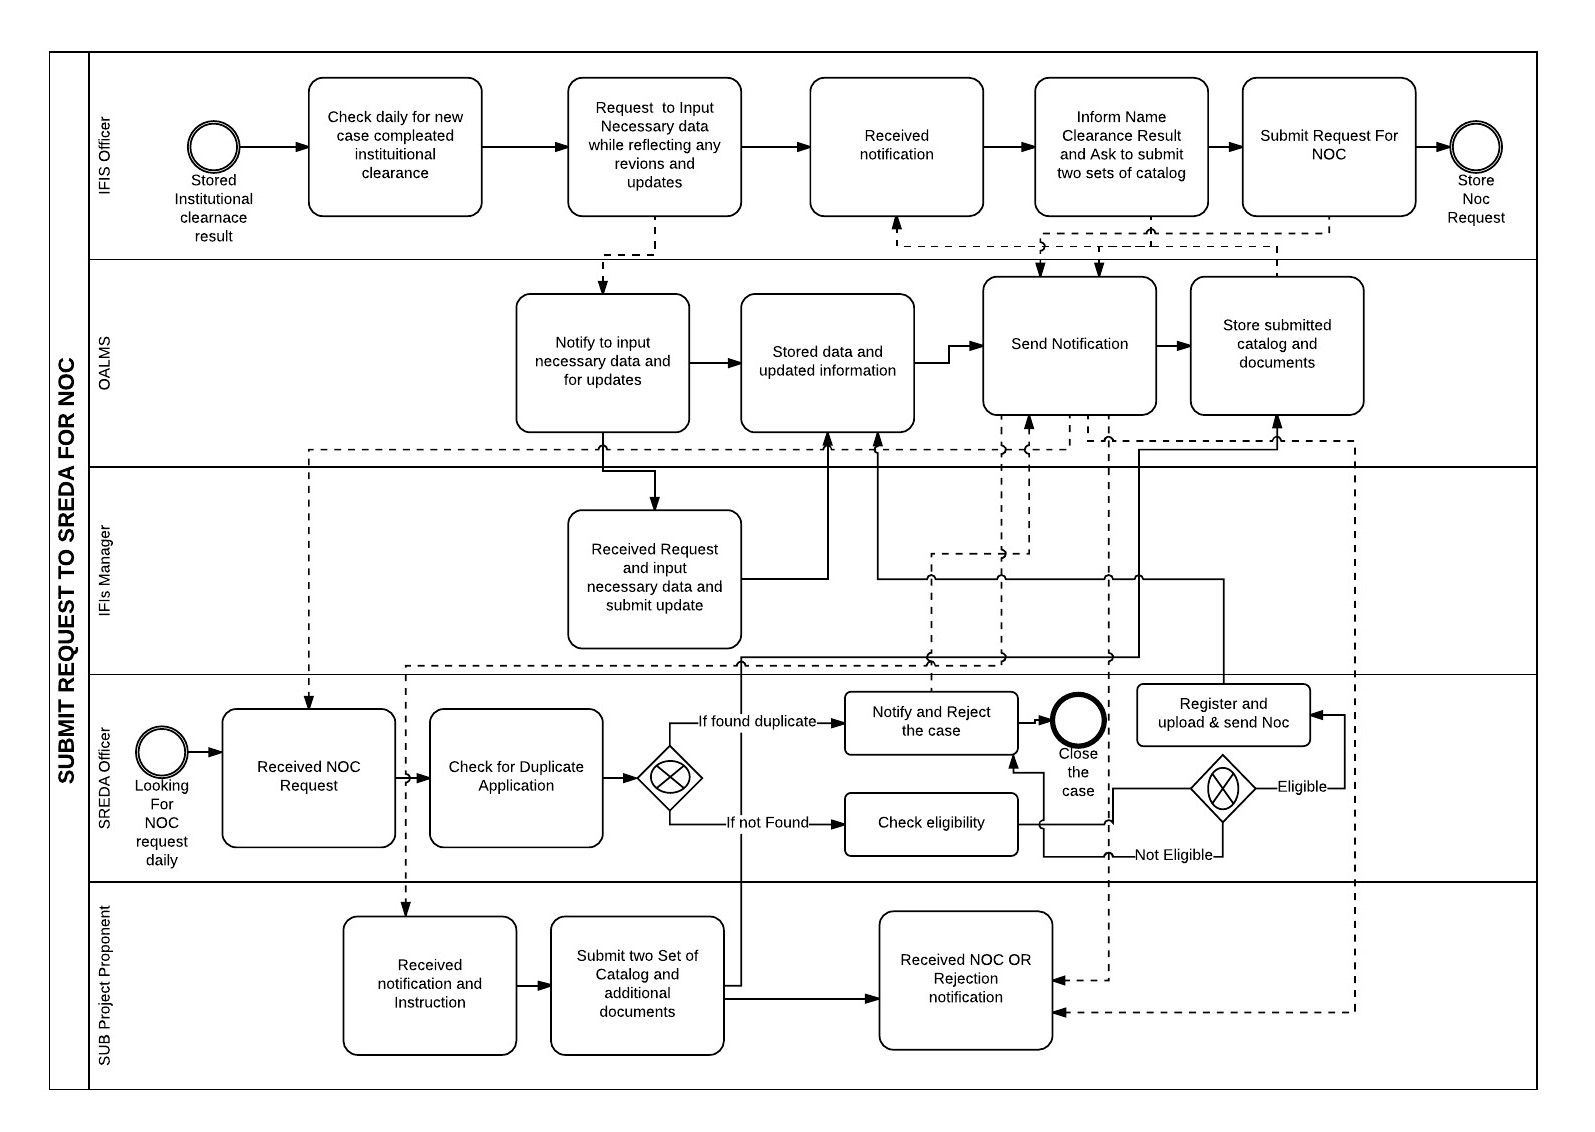 SUBMIT REQUEST TO SREDA FOR NOC
IFIS Officer
Stored
Institutional
clearnace
result
Check daily for new
case compleated
instituitional
clearance
Request  to Input
Necessary data
while reflecting any
revions and
updates
Received
notification
Inform Name
Clearance Result
and Ask to submit
two sets of catalog
Submit Request For
NOC
Store
Noc
Request
OALMS
Notify to input
necessary data and
for updates
Stored data and
updated information
Send Notification
Store submitted
catalog and
documents
IFIs Manager
Received Request
and input
necessary data and
submit update
SREDA Officer
Looking
For
NOC
request
daily
Received NOC
Request
Check for Duplicate
Application
If found duplicate
If not Found
Notify and Reject
the case
Close
the
case
Check eligibility
Register and
upload & send Noc
Eligible
Not Eligible
SUB Project Proponent
Received
notification and
Instruction
Submit two Set of
Catalog and
additional
documents
Received NOC OR
Rejection
notification